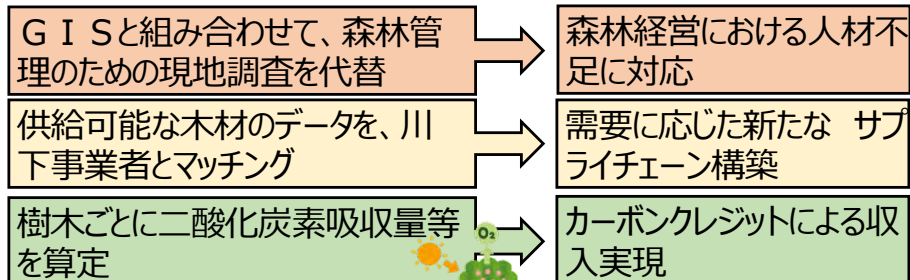 ＧＩＳと組み合わせて、森林管
理のための現地調査を代替
森林経営における人材不
足に対応
供給可能な木材のデータを、川
下事業者とマッチング
需要に応じた新たな　サプ
ライチェーン構築
樹木ごとに二酸化炭素吸収量等
を算定
O₂
カーボンクレジットによる収
入実現